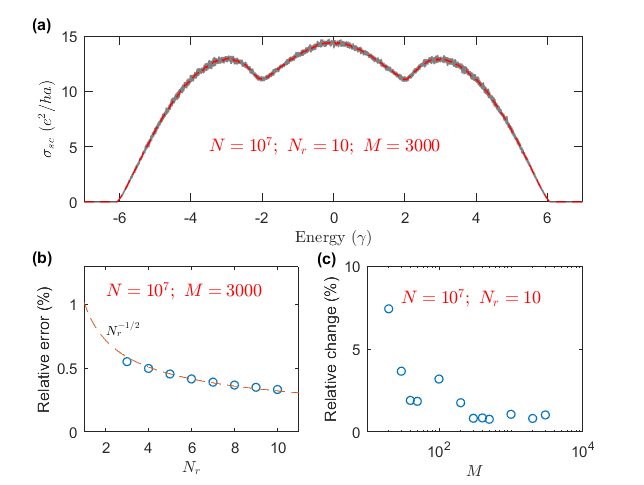 (a)
15
10
5
0
σ_sc (e²/ha)
N = 10⁷; N_r = 10; M = 3000
-6 -4 -2 0 2 4 6
Energy (γ)
(b)
1
0.5
0
Relative error (%)
N = 10⁷; M = 3000
N_r^{-1/2}
2 4 6 8 10
N_r
(c)
10
5
0
Relative change (%)
N = 10⁷; N_r = 10
10² 10⁴
M